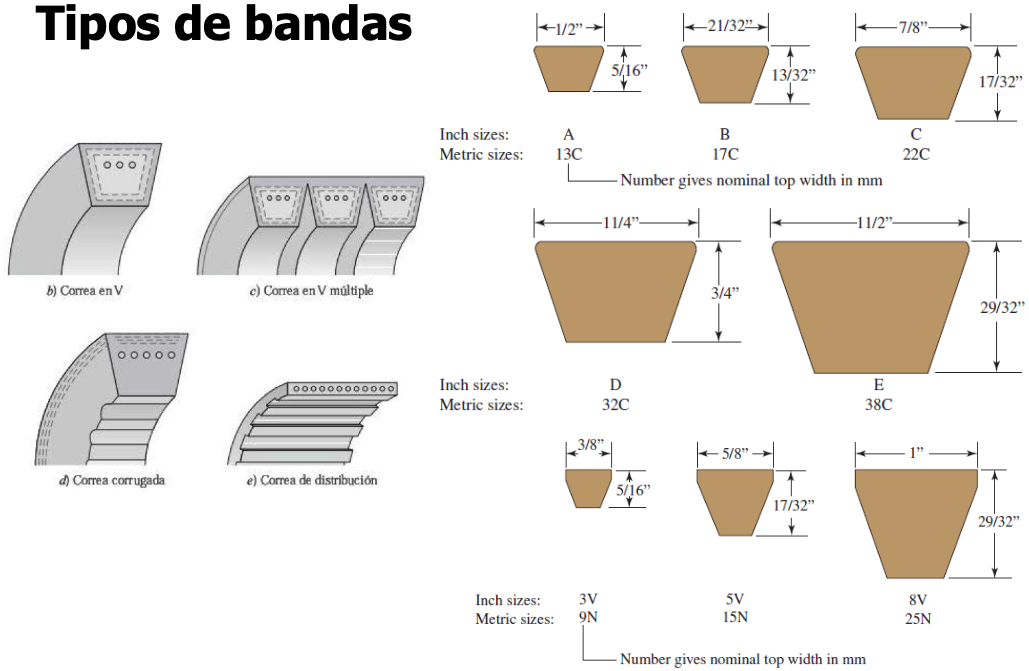 Tipos de bandas
b) Correa en V
c) Correa en V múltiple
d) Correa corrugada
e) Correa de distribución
1/2” 21/32” 7/8”
5/16” 13/32” 17/32”
Inch sizes: A B C
Metric sizes: 13C 17C 22C
Number gives nominal top width in mm
11/4” 11/2”
3/4” 29/32”
Inch sizes: D E
Metric sizes: 32C 38C
3/8” 5/8” 1”
5/16” 17/32” 29/32”
Inch sizes: 3V 5V 8V
Metric sizes: 9N 15N 25N
Number gives nominal top width in mm